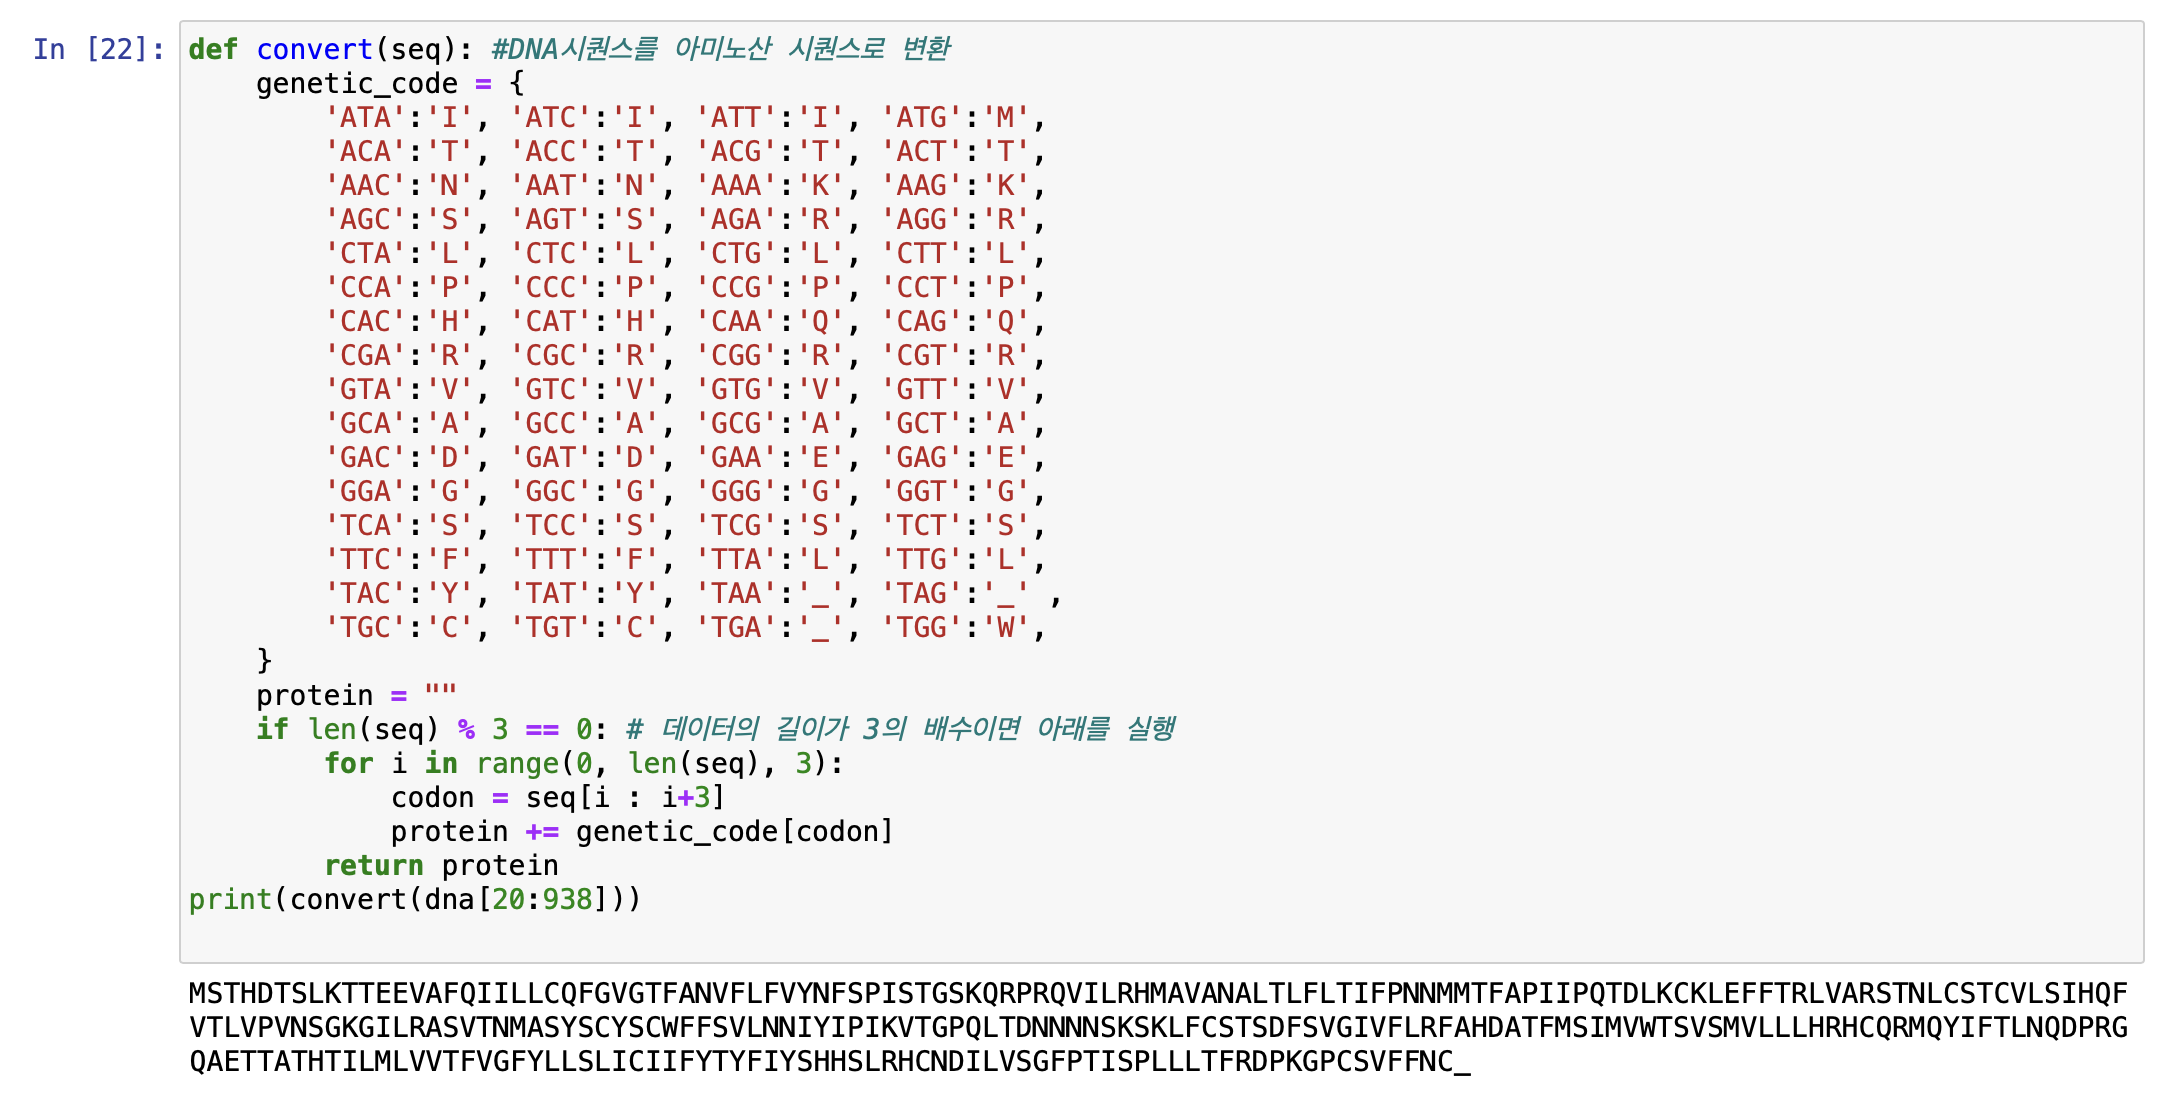 In [22]: def convert(seq): #DNA시퀀스를 아미노산 시퀀스로 변환
    genetic_code = {
        'ATA':'I', 'ATC':'I', 'ATT':'I', 'ATG':'M',
        'ACA':'T', 'ACC':'T', 'ACG':'T', 'ACT':'T',
        'AAC':'N', 'AAT':'N', 'AAA':'K', 'AAG':'K',
        'AGC':'S', 'AGT':'S', 'AGA':'R', 'AGG':'R',
        'CTA':'L', 'CTC':'L', 'CTG':'L', 'CTT':'L',
        'CCA':'P', 'CCC':'P', 'CCG':'P', 'CCT':'P',
        'CAC':'H', 'CAT':'H', 'CAA':'Q', 'CAG':'Q',
        'CGA':'R', 'CGC':'R', 'CGG':'R', 'CGT':'R',
        'GTA':'V', 'GTC':'V', 'GTG':'V', 'GTT':'V',
        'GCA':'A', 'GCC':'A', 'GCG':'A', 'GCT':'A',
        'GAC':'D', 'GAT':'D', 'GAA':'E', 'GAG':'E',
        'GGA':'G', 'GGC':'G', 'GGG':'G', 'GGT':'G',
        'TCA':'S', 'TCC':'S', 'TCG':'S', 'TCT':'S',
        'TTC':'F', 'TTT':'F', 'TTA':'L', 'TTG':'L',
        'TAC':'Y', 'TAT':'Y', 'TAA':'_', 'TAG':'_' ,
        'TGC':'C', 'TGT':'C', 'TGA':'_', 'TGG':'W',
    }
    protein = ""
    if len(seq) % 3 == 0: # 데이터의 길이가 3의 배수이면 아래를 실행
        for i in range(0, len(seq), 3):
            codon = seq[i : i+3]
            protein += genetic_code[codon]
        return protein
print(convert(dna[20:938]))
MSTHDTSLKTTEEVAFQIILLCQFGVGTFANVFLFVYNFSPISTGSKQRPRQVILRHMAVANALTLFLTIFPNNMMTFAPIIPQTDLKCKLEFFTRLVARSTNLCSTCVLSIHQF
VTLVPVNSGKGILRASVTNMASYSCYSCWFFSVLNNIYIPIKVTGPQLTDNNNNSKSKLFCSTSDFSVGIVFLRFAHDATFMSIMVWTSVSMVLLLHRHCQRMQYIFTLNQDPRG
QAETTATHTILMLVVTFVGFYLLSLICIIFYTYFIYSHHSLRHCNDILVSGFPTISPLLLTFRDPKGPCSVFFNC_